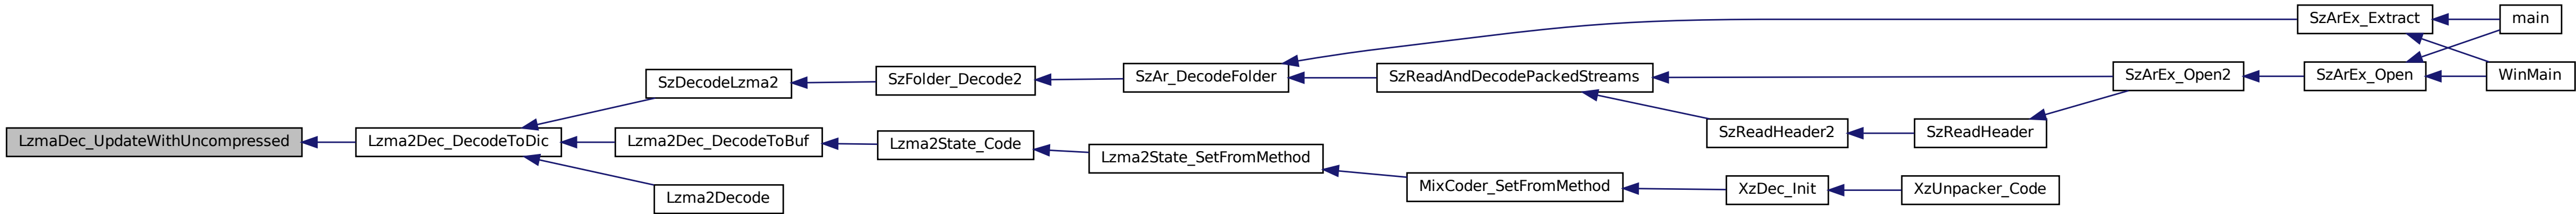 SzArEx_Extract
main
SzDecodeLzma2
SzFolder_Decode2
SzAr_DecodeFolder
SzReadAndDecodePackedStreams
SzArEx_Open2
SzArEx_Open
WinMain
LzmaDec_UpdateWithUncompressed
Lzma2Dec_DecodeToDic
Lzma2Dec_DecodeToBuf
Lzma2State_Code
Lzma2State_SetFromMethod
SzReadHeader2
SzReadHeader
Lzma2Decode
MixCoder_SetFromMethod
XzDec_Init
XzUnpacker_Code